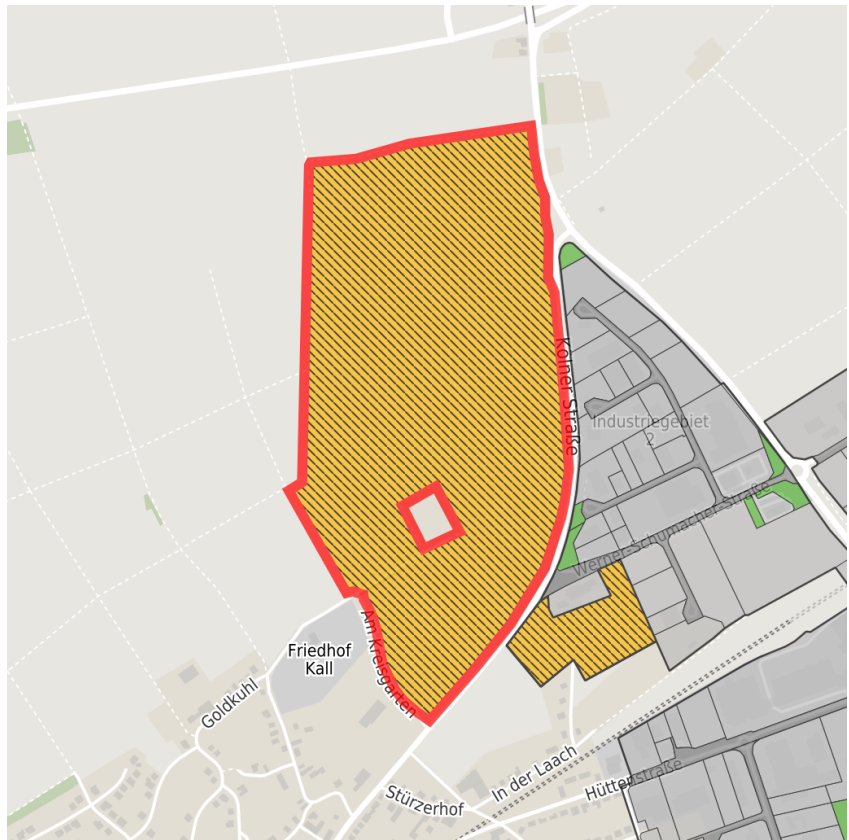 Kölner Straße
Industriegebiet
2
Werner-Schumacher-Straße
Am Kreisgarten
Friedhof
Kall
Goldkuhl
In der Laach
Hüttenstraße
Stürzerhof